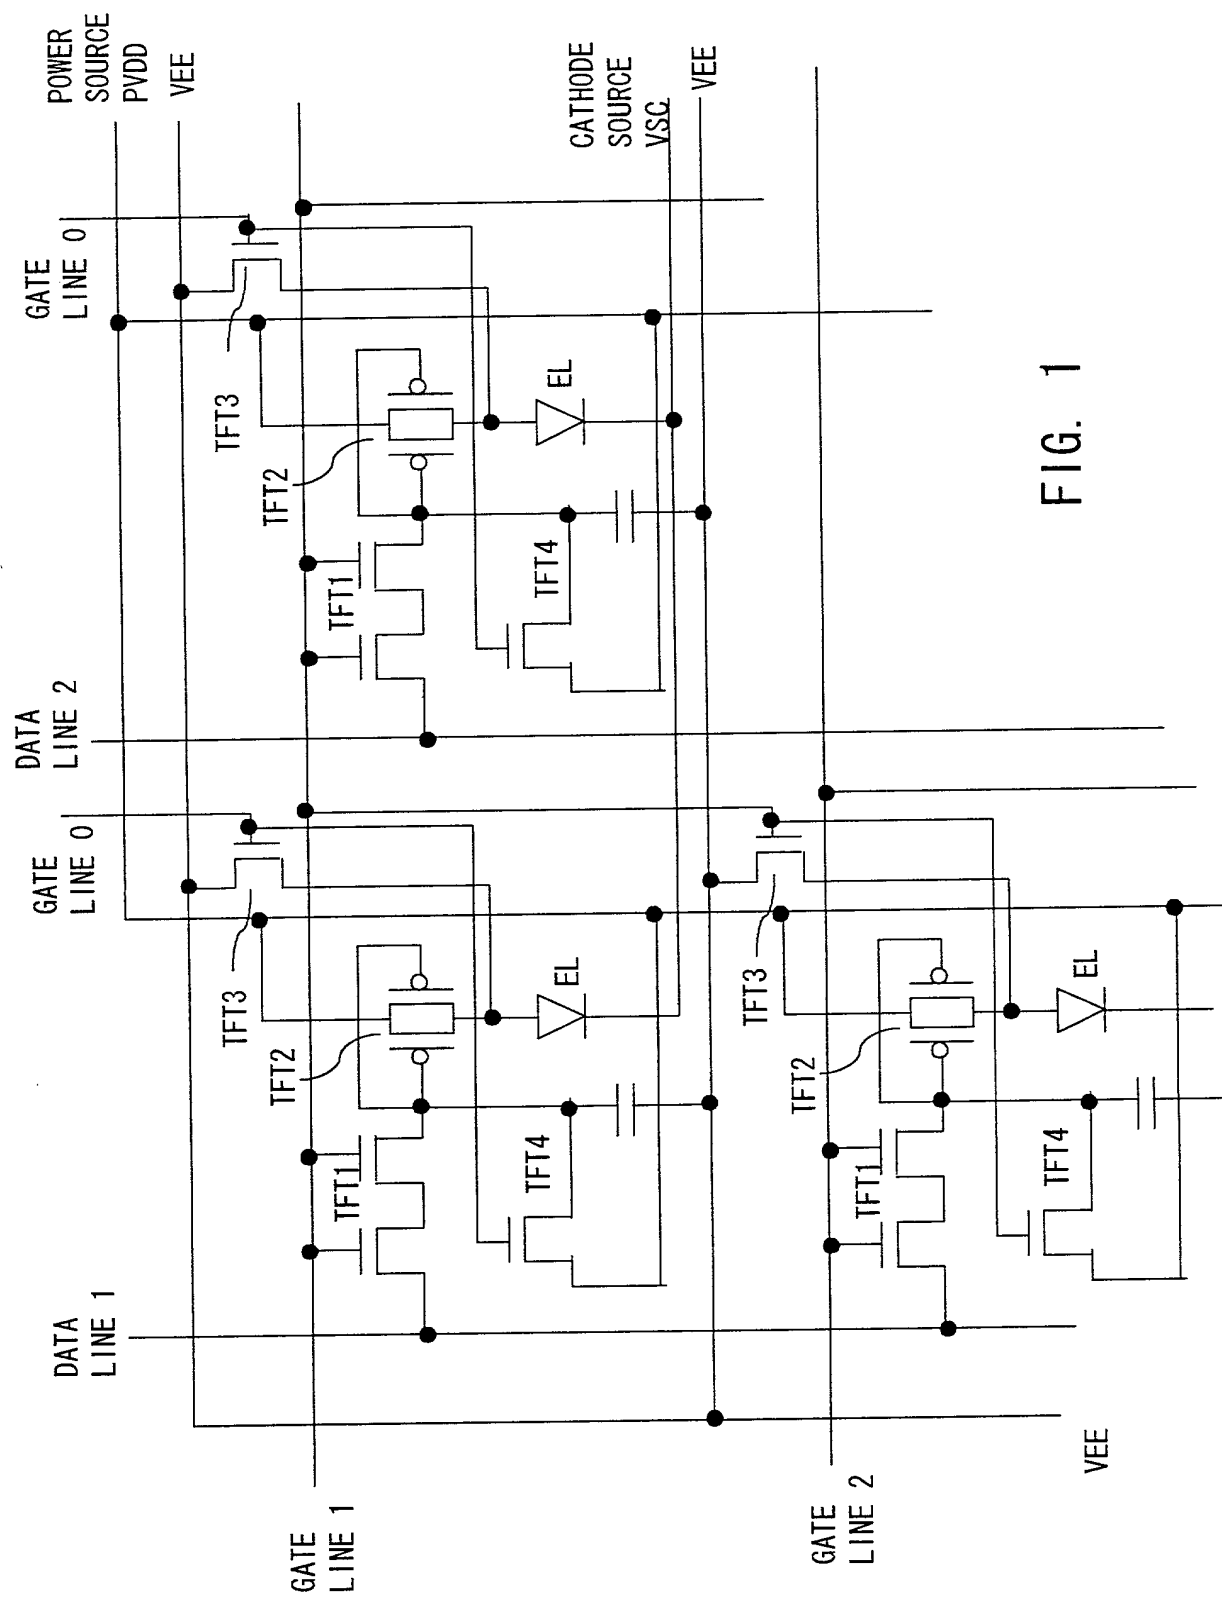 DATA
LINE 1
GATE
LINE 0
DATA
LINE 2
GATE
LINE 0
POWER
SOURCE
PVDD
VEE
TFT3
TFT3
TFT2
TFT2
GATE
LINE 1
TFT1
TFT1
TFT4
EL
TFT4
EL
CATHODE
SOURCE
VSC
VEE
TFT3
TFT2
GATE
LINE 2
TFT1
TFT4
EL
VEE
FIG. 1